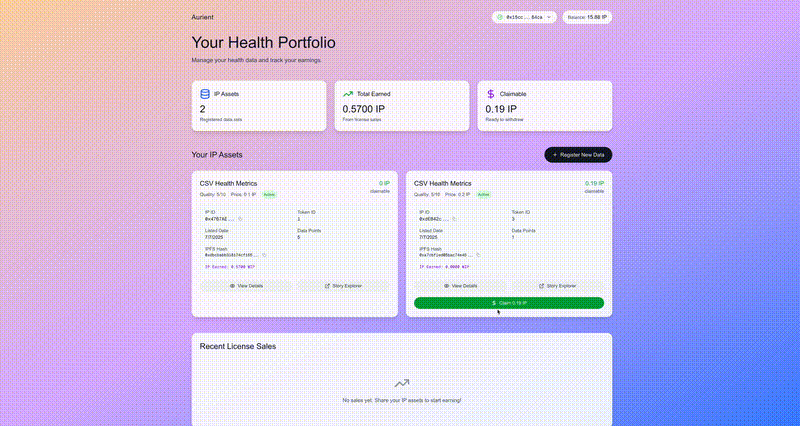 Aurient
Balance: 15.88 IP
Your Health Portfolio
Manage your health data and track your earnings.
IP Assets
2
Registered data sets
Total Earned
0.5700 IP
From license sales
Claimable
0.19 IP
Ready to withdraw
Your IP Assets
+ Register New Data
CSV Health Metrics
0 IP
claimable
Quality: 5/10 Price: 0.1 IP Active
IP ID
Token ID
1
Listed Date
7/7/2025
Data Points
5
IPFS Hash
IP Earned: 0.5700 WIP
View Details
Story Explorer
CSV Health Metrics
0.19 IP
claimable
Quality: 5/10 Price: 0.2 IP Active
IP ID
Token ID
3
Listed Date
7/7/2025
Data Points
1
IPFS Hash
IP Earned: 0.0000 WIP
View Details
Story Explorer
$ Claim 0.19 IP
Recent License Sales
No sales yet. Share your IP assets to start earning!